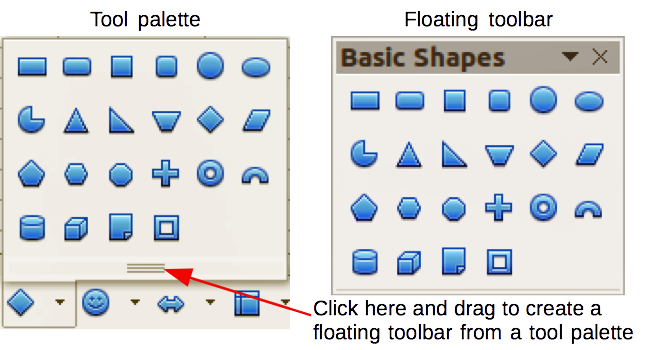 Tool palette
Floating toolbar
Basic Shapes
Click here and drag to create a
floating toolbar from a tool palette